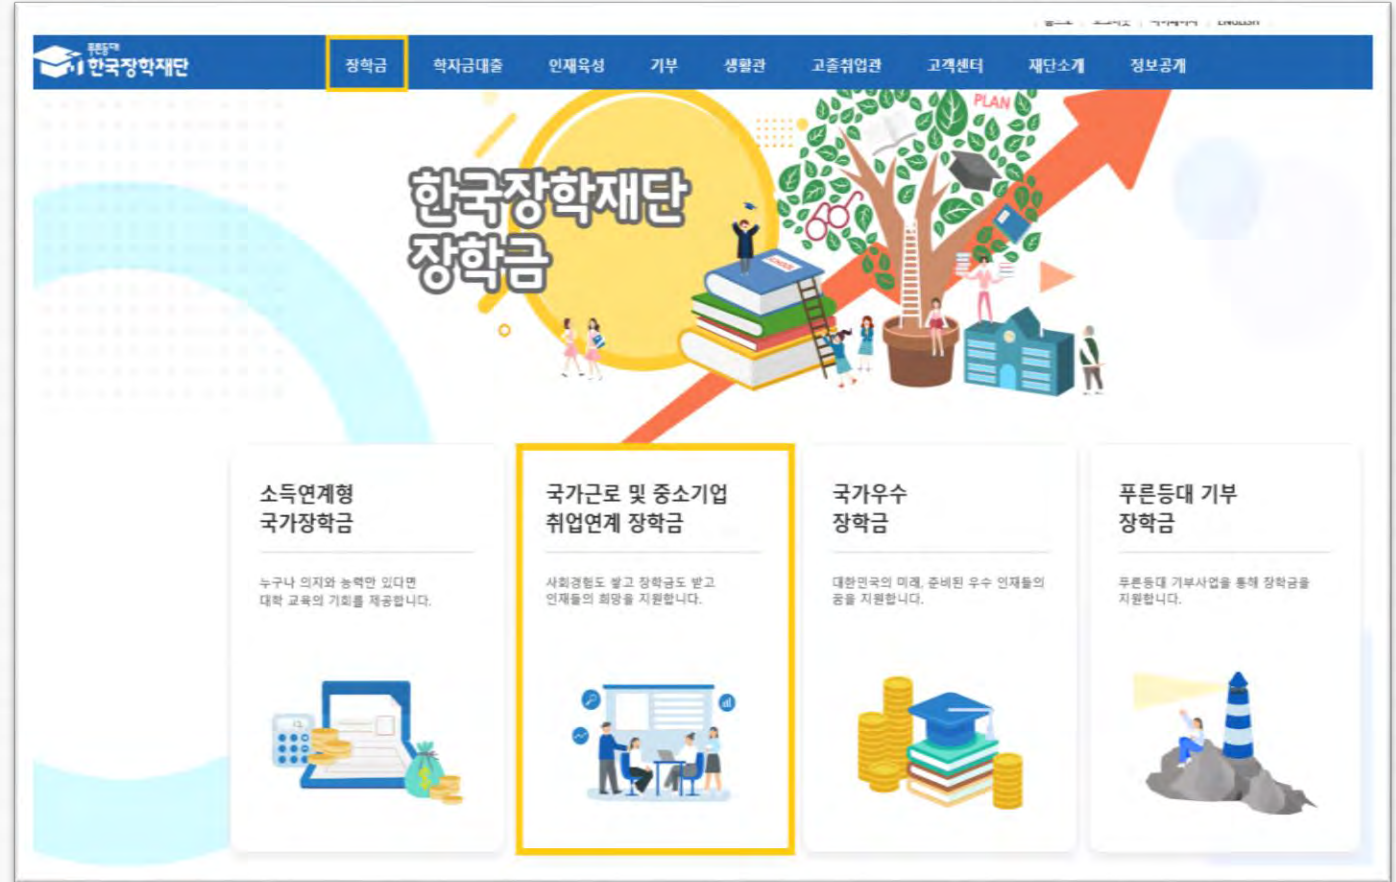 ENGLISH
푸른등대
한국장학재단
장학금 학자금대출 인재육성 기부 생활관 고졸취업관 고객센터 재단소개 정보공개
PLAN
한국장학재단
장학금
SCHOOL
소득연계형
국가장학금
누구나 의지와 능력만 있다면
대학 교육의 기회를 제공합니다.
국가근로 및 중소기업
취업연계 장학금
사회경험도 쌓고 장학금도 받고
인재들의 희망을 지원합니다.
국가우수
장학금
대한민국의 미래, 준비된 우수 인재들의
꿈을 지원합니다.
푸른등대 기부
장학금
푸른등대 기부사업을 통해 장학금을
지원합니다.